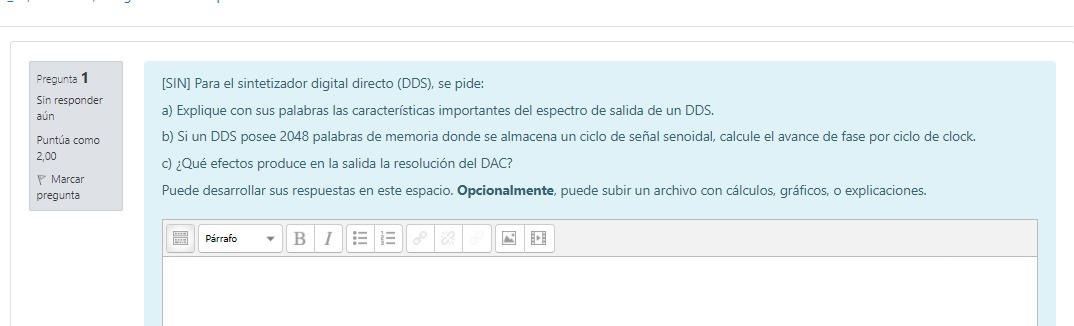 Pregunta 1
Sin responder
aún
Puntúa como
2,00
Marcar
pregunta
[SIN] Para el sintetizador digital directo (DDS), se pide:
a) Explique con sus palabras las características importantes del espectro de salida de un DDS.
b) Si un DDS posee 2048 palabras de memoria donde se almacena un ciclo de señal senoidal, calcule el avance de fase por ciclo de clock.
c) ¿Qué efectos produce en la salida la resolución del DAC?
Puede desarrollar sus respuestas en este espacio. Opcionalmente, puede subir un archivo con cálculos, gráficos, o explicaciones.
Párrafo B I